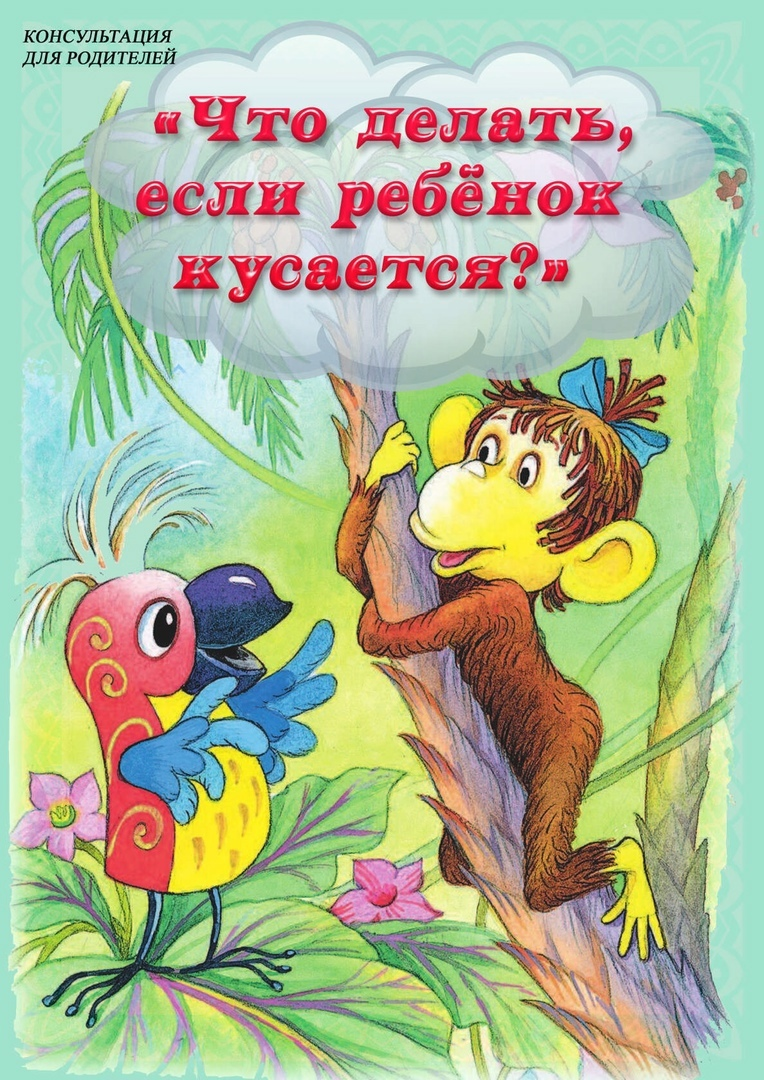 КОНСУЛЬТАЦИЯ
ДЛЯ РОДИТЕЛЕЙ
«Что делать,
если ребёнок
кусается?»